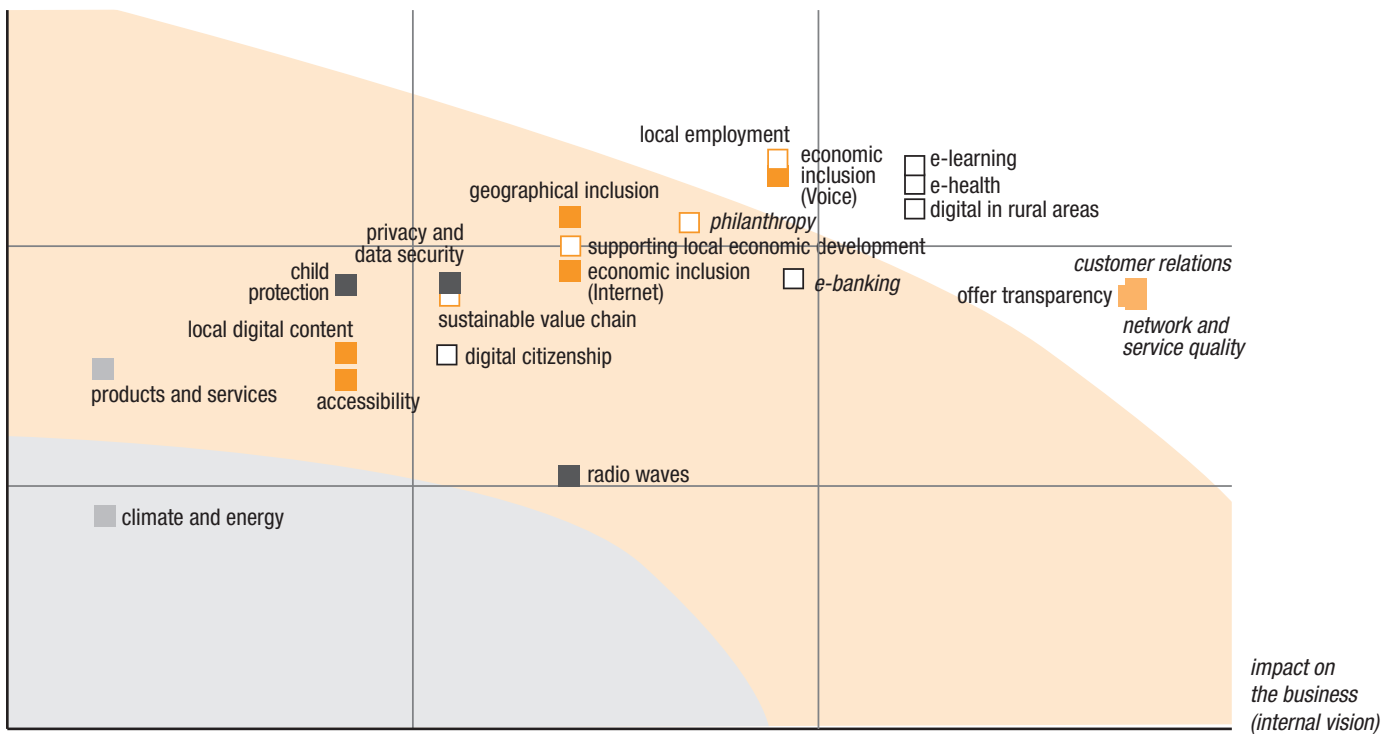 local employment
economic
inclusion
(Voice)
e-learning
e-health
digital in rural areas
geographical inclusion
philanthropy
privacy and
data security
supporting local economic development
child
protection
economic inclusion
(Internet)
e-banking
customer relations
offer transparency
network and
service quality
sustainable value chain
local digital content
digital citizenship
products and services
accessibility
radio waves
climate and energy
impact on
the business
(internal vision)